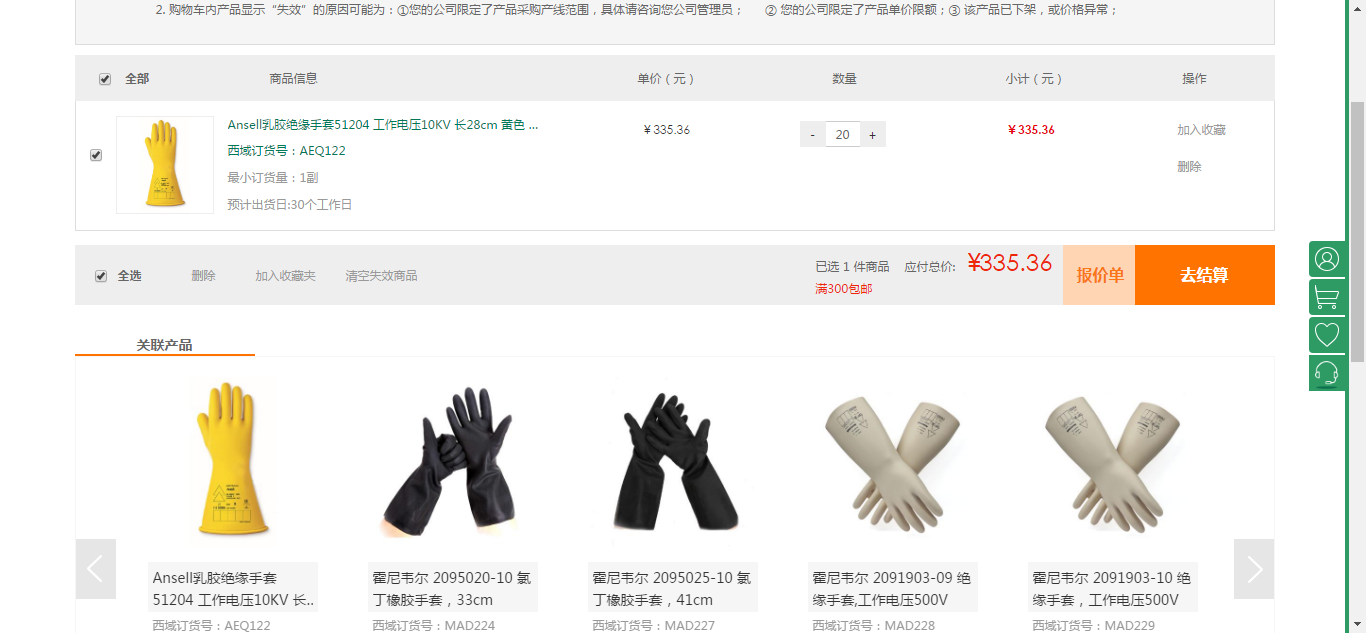 2. 购物车内产品显示“失效”的原因可能为：①您的公司限定了产品采购产线范围，具体请咨询您公司管理员； ② 您的公司限定了产品单价限额；③ 该产品已下架，或价格异常；
全部 商品信息 单价（元） 数量 小计（元） 操作
Ansell乳胶绝缘手套51204 工作电压10KV 长28cm 黄色 ... ¥335.36 - 20 + ¥335.36 加入收藏
西域订货号：AEQ122
最小订货量：1副 删除
预计出货日:30个工作日
全选 删除 加入收藏夹 清空失效商品 已选 1 件商品 应付总价: ¥335.36 报价单 去结算
满300包邮
关联产品
Ansell乳胶绝缘手套 霍尼韦尔 2095020-10 氯 霍尼韦尔 2095025-10 氯 霍尼韦尔 2091903-09 绝 霍尼韦尔 2091903-10 绝
51204 工作电压10KV 长.. 丁橡胶手套，33cm 丁橡胶手套，41cm 缘手套,工作电压500V 缘手套，工作电压500V
西域订货号：AEQ122 西域订货号：MAD224 西域订货号：MAD227 西域订货号：MAD228 西域订货号：MAD229